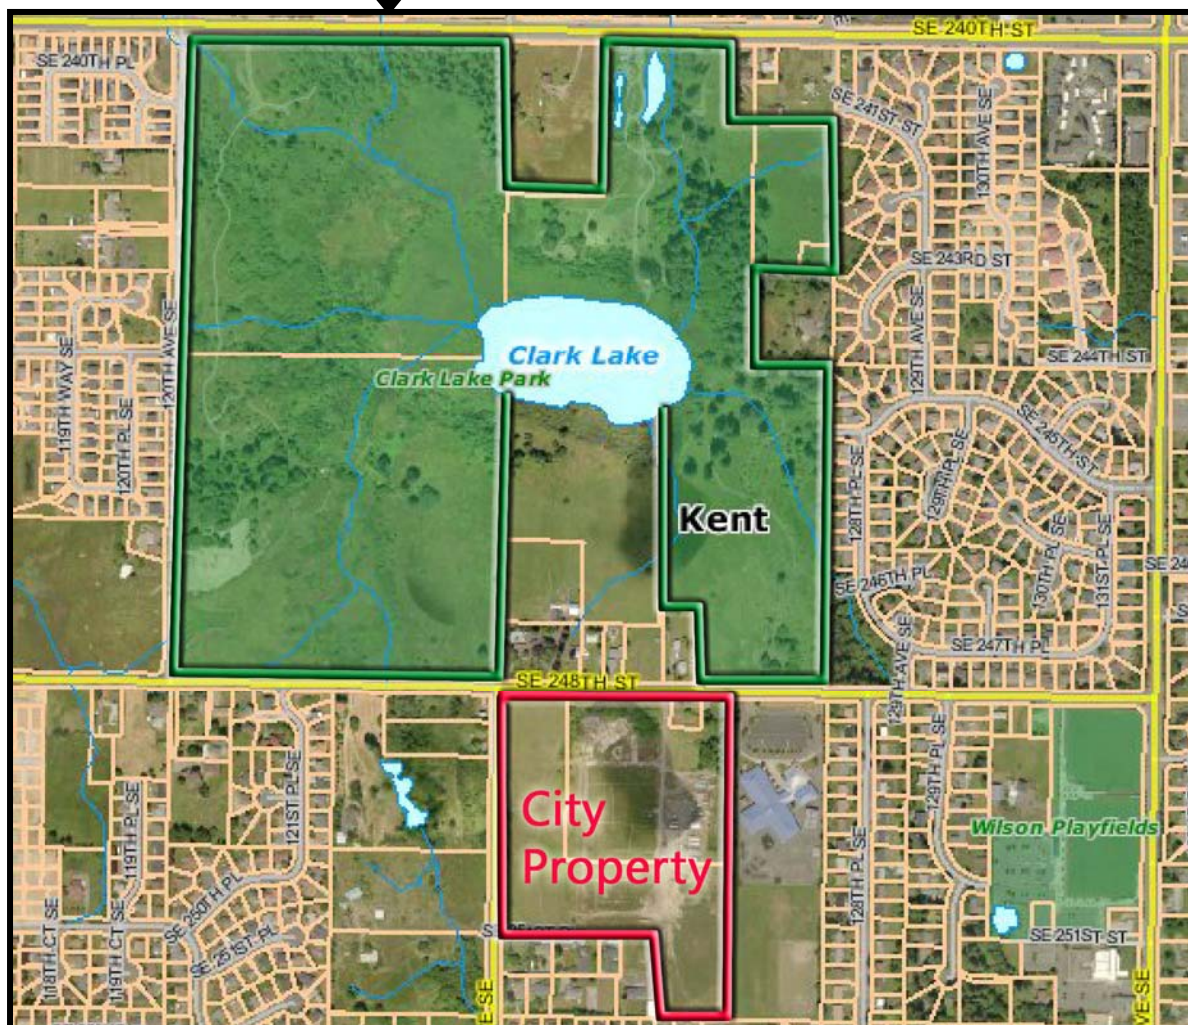 SE 240TH ST
SE 240TH PL
SE 241ST ST
130TH AVE SE
SE 243RD ST
129TH AVE SE
SE 244TH ST
120TH AVE SE
119TH WAY SE
120TH PL SE
Clark Lake
Clark Lake Park
SE 245TH ST
129TH PL SE
128TH PL SE
Kent
130TH PL SE
131ST PL SE
SE 246TH PL
SE 247TH PL
129TH AVE SE
SE 248TH ST
121ST PL SE
119TH PL SE
129TH PL SE
City
Property
Wilson Playfields
128TH PL SE
SE 250TH PL
SE 251ST PL
118TH CT SE
119TH CT SE
SE 251ST ST
E SE
VE SE